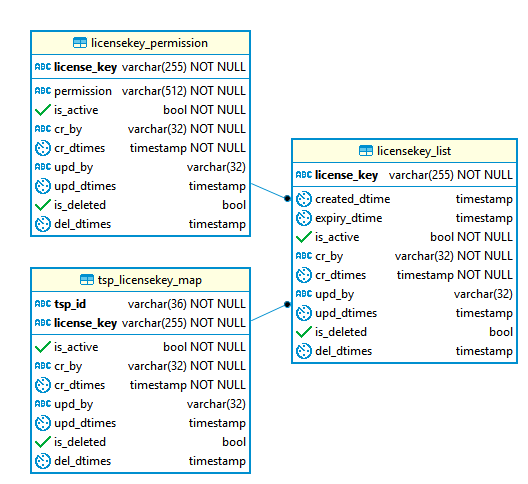 licensekey_permission
ABC license_key varchar(255) NOT NULL
ABC permission varchar(512) NOT NULL
is_active bool NOT NULL
ABC cr_by varchar(32) NOT NULL
cr_dtimes timestamp NOT NULL
ABC upd_by varchar(32)
upd_dtimes timestamp
is_deleted bool
del_dtimes timestamp
licensekey_list
ABC license_key varchar(255) NOT NULL
created_dtime timestamp
expiry_dtime timestamp
is_active bool NOT NULL
ABC cr_by varchar(32) NOT NULL
cr_dtimes timestamp NOT NULL
ABC upd_by varchar(32)
upd_dtimes timestamp
is_deleted bool
del_dtimes timestamp
tsp_licensekey_map
ABC tsp_id varchar(36) NOT NULL
ABC license_key varchar(255) NOT NULL
is_active bool NOT NULL
ABC cr_by varchar(32) NOT NULL
cr_dtimes timestamp NOT NULL
ABC upd_by varchar(32)
upd_dtimes timestamp
is_deleted bool
del_dtimes timestamp